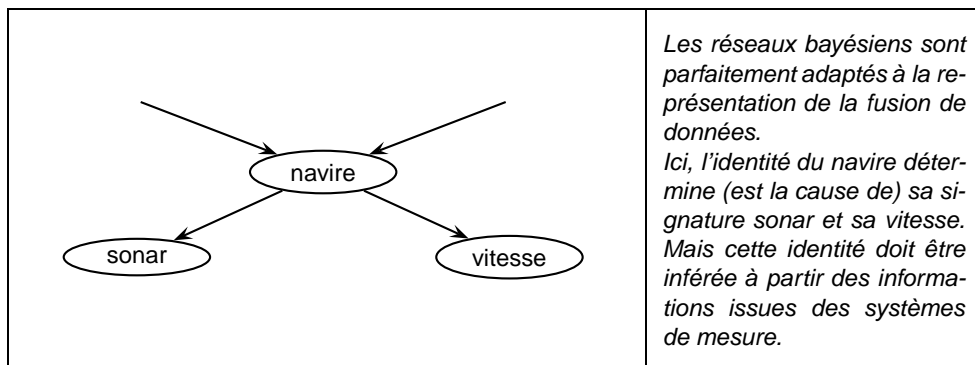 navire
sonar
vitesse
Les réseaux bayésiens sont
parfaitement adaptés à la re-
présentation de la fusion de
données.
Ici, l'identité du navire déter-
mine (est la cause de) sa si-
gnature sonar et sa vitesse.
Mais cette identité doit être
inférée à partir des informa-
tions issues des systèmes
de mesure.